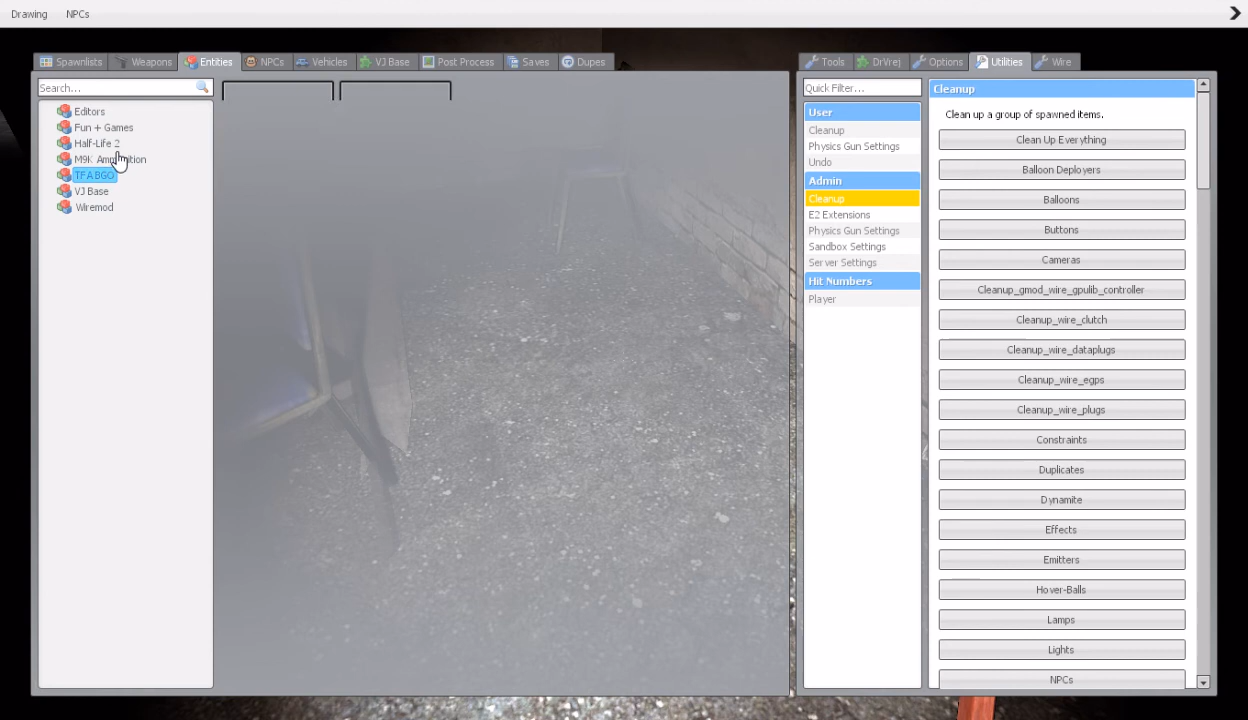 Drawing NPCs
Spawnlists Weapons Entities NPCs Vehicles VJ Base Post Process Saves Dupes
Search...
Editors
Fun + Games
Half-Life 2
M9K Ammunition
TFABGO
VJ Base
Wiremod
Tools DrVrej Options Utilities Wire
Quick Filter...
User
Cleanup
Physics Gun Settings
Undo
Admin
Cleanup
E2 Extensions
Physics Gun Settings
Sandbox Settings
Server Settings
Hit Numbers
Player
Cleanup
Clean up a group of spawned items.
Clean Up Everything
Balloon Deployers
Balloons
Buttons
Cameras
Cleanup_gmod_wire_gpulib_controller
Cleanup_wire_clutch
Cleanup_wire_dataplugs
Cleanup_wire_egps
Cleanup_wire_plugs
Constraints
Duplicates
Dynamite
Effects
Emitters
Hover-Balls
Lamps
Lights
NPCs